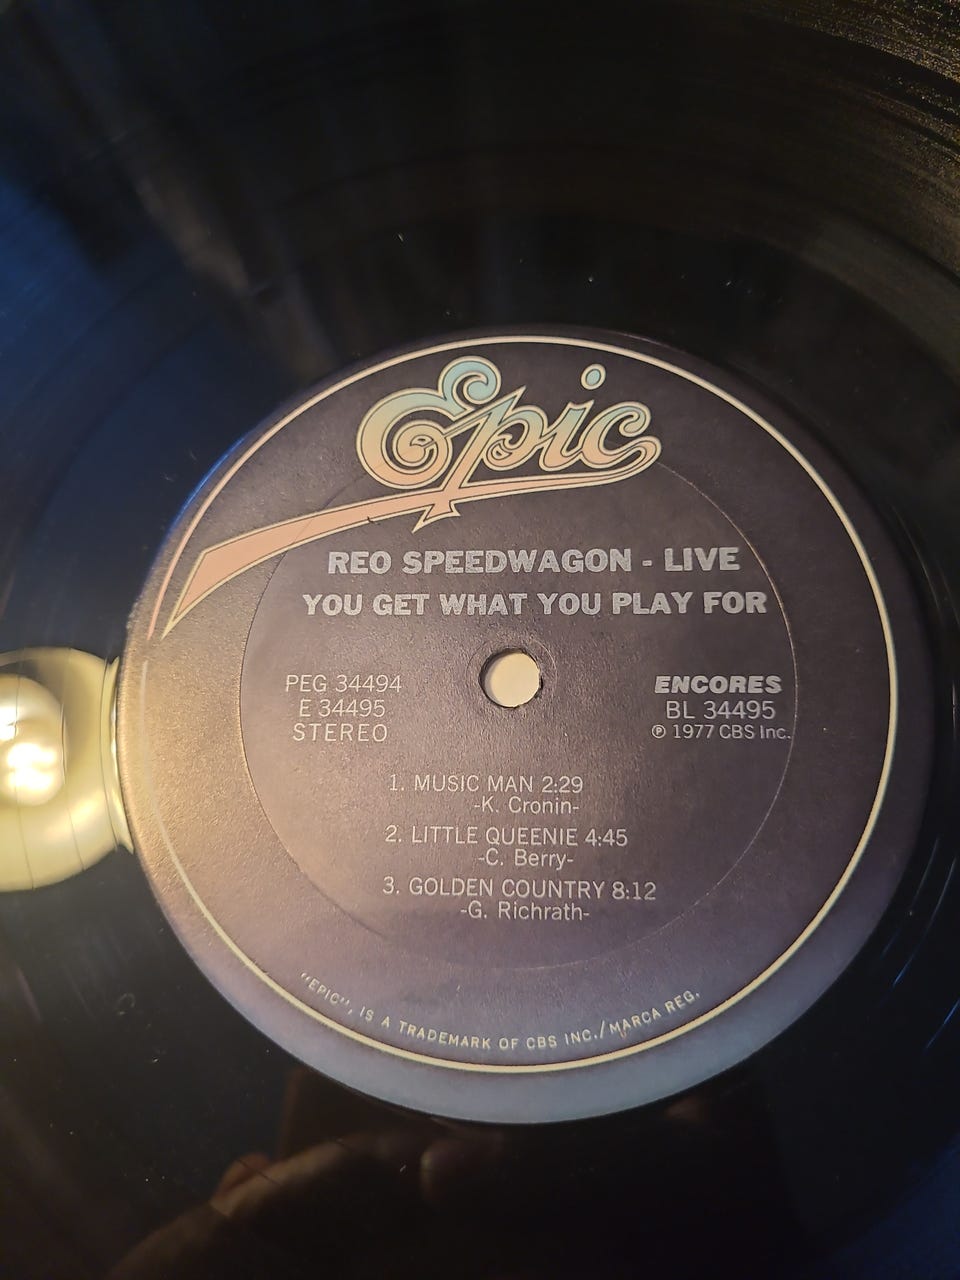 Epic
REO SPEEDWAGON - LIVE
YOU GET WHAT YOU PLAY FOR
PEG 34494
E 34495
STEREO
ENCORES
BL 34495
℗ 1977 CBS Inc.
1. MUSIC MAN 2:29
-K. Cronin-
2. LITTLE QUEENIE 4:45
-C. Berry-
3. GOLDEN COUNTRY 8:12
-G. Richrath-
"EPIC", IS A TRADEMARK OF CBS INC./MARCA REG.